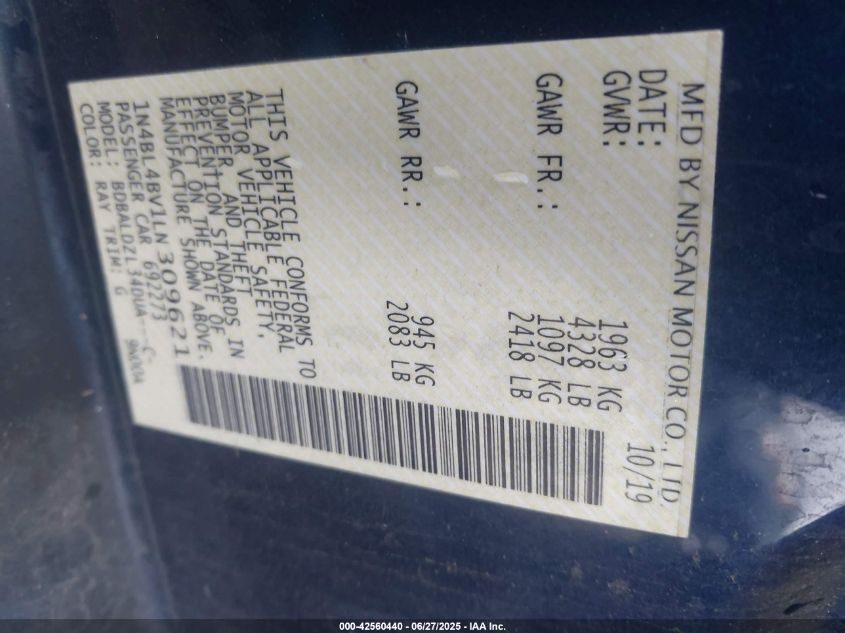 MFD BY NISSAN MOTOR CO., LTD.
DATE: 10/19
GVWR: 1963 KG
4328 LB
GAWR FR.: 1097 KG
2418 LB
GAWR RR.: 945 KG
2083 LB
THIS VEHICLE CONFORMS TO
ALL APPLICABLE FEDERAL
MOTOR VEHICLE SAFETY,
BUMPER, AND THEFT
PREVENTION STANDARDS IN
EFFECT ON THE DATE OF
MANUFACTURE SHOWN ABOVE.
1N4BL4BV1LN309621
PASSENGER CAR 692273
MODEL: BDBALDZL34DUA---C-
COLOR: RAY TRIM: G
000-42560440 - 06/27/2025 - IAA Inc.